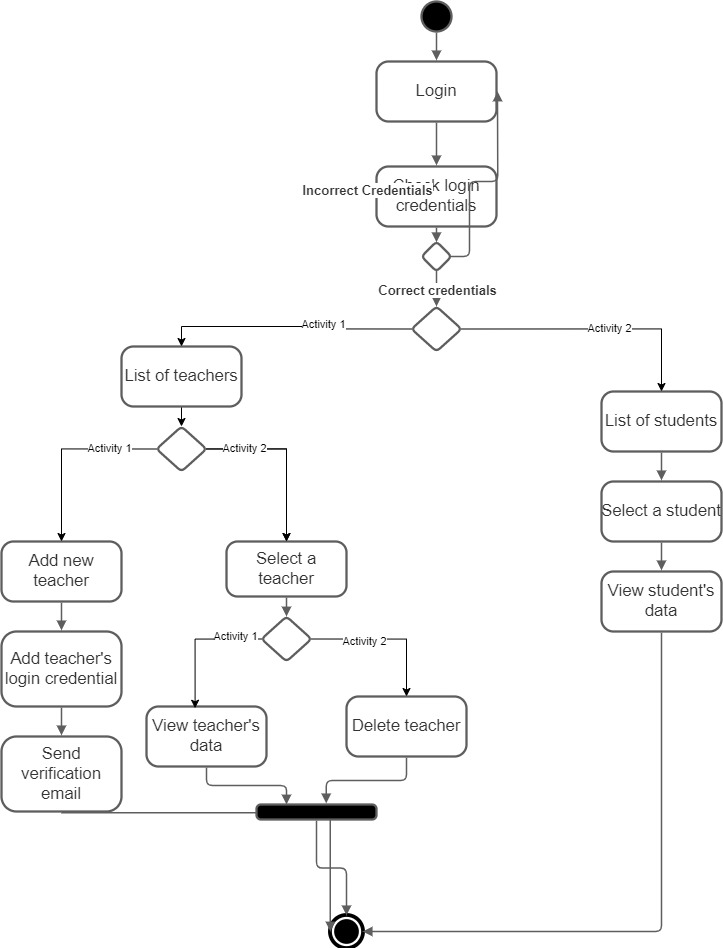 Login
Check login
credentials
Incorrect Credentials
Correct credentials
Activity 1
Activity 2
List of teachers
List of students
Activity 1
Activity 2
Select a student
Add new
teacher
Select a
teacher
View student's
data
Activity 1
Activity 2
Add teacher's
login credential
View teacher's
data
Delete teacher
Send
verification
email